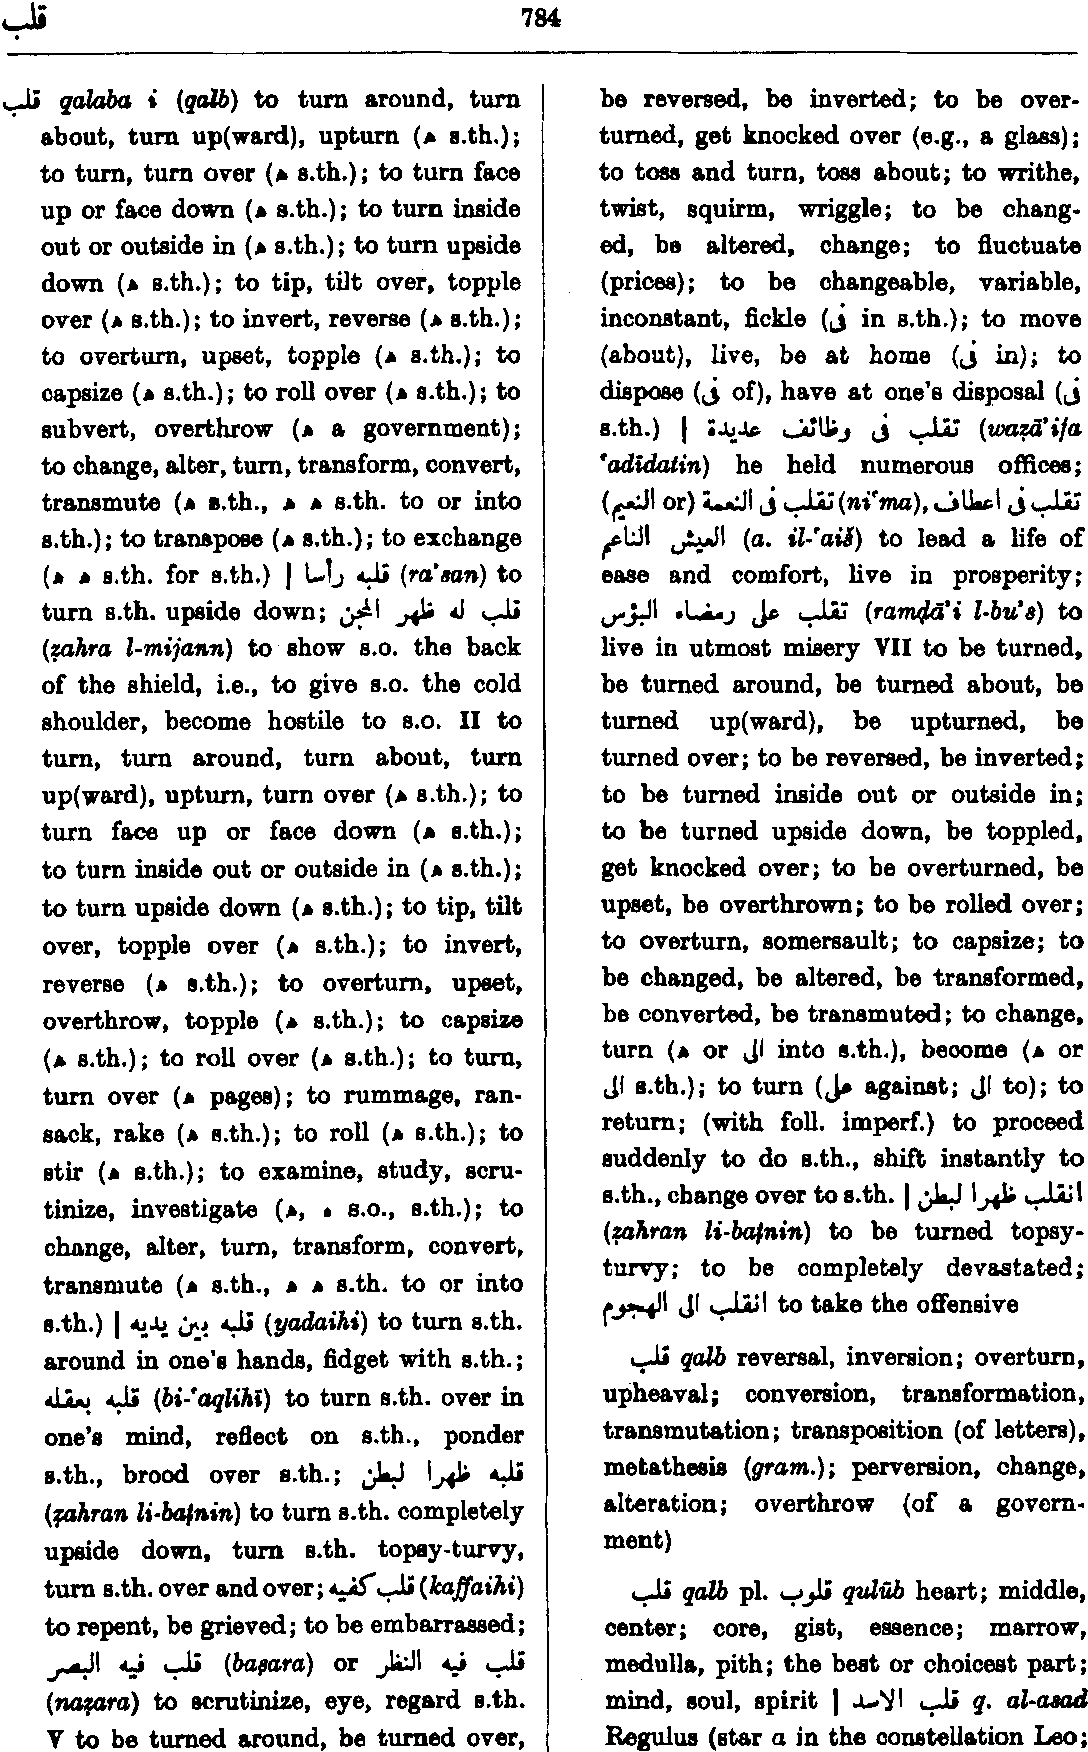 قلب
784
قلب qalaba i (qalb) to turn around, turn
about, turn up(ward), upturn (ھ s.th.);
to turn, turn over (ھ s.th.); to turn face
up or face down (ھ s.th.); to turn inside
out or outside in (ھ s.th.); to turn upside
down (ھ s.th.); to tip, tilt over, topple
over (ھ s.th.); to invert, reverse (ھ s.th.);
to overturn, upset, topple (ھ s.th.); to
capsize (ھ s.th.); to roll over (ھ s.th.); to
subvert, overthrow (ھ a government);
to change, alter, turn, transform, convert,
transmute (ھ s.th., ھ ھ s.th. to or into
s.th.); to transpose (ھ s.th.); to exchange
(ھ ھ s.th. for s.th.) | قلبه رأسا (ra'san) to
turn s.th. upside down; قلب له ظهر المجن
(ẓahra l-mijann) to show s.o. the back
of the shield, i.e., to give s.o. the cold
shoulder, become hostile to s.o. II to
turn, turn around, turn about, turn
up(ward), upturn, turn over (ھ s.th.); to
turn face up or face down (ھ s.th.);
to turn inside out or outside in (ھ s.th.);
to turn upside down (ھ s.th.); to tip, tilt
over, topple over (ھ s.th.); to invert,
reverse (ھ s.th.); to overturn, upset,
overthrow, topple (ھ s.th.); to capsize
(ھ s.th.); to roll over (ھ s.th.); to turn,
turn over (ھ pages); to rummage, ran-
sack, rake (ھ s.th.); to roll (ھ s.th.); to
stir (ھ s.th.); to examine, study, scru-
tinize, investigate (ھ, ه s.o., s.th.); to
change, alter, turn, transform, convert,
transmute (ھ s.th., ھ ھ s.th. to or into
s.th.) | قلبه بين يديه (yadaihi) to turn s.th.
around in one's hands, fidget with s.th.;
قلبه بعقله (bi-‘aqlihī) to turn s.th. over in
one's mind, reflect on s.th., ponder
s.th., brood over s.th.; قلبه ظهرا لبطن
(ẓahran li-baṭnin) to turn s.th. completely
upside down, turn s.th. topsy-turvy,
turn s.th. over and over; قلب كفيه (kaffaihi)
to repent, be grieved; to be embarrassed;
قلب فيه البصر (baṣara) or قلب فيه النظر
(naẓara) to scrutinize, eye, regard s.th.
V to be turned around, be turned over,
be reversed, be inverted; to be over-
turned, get knocked over (e.g., a glass);
to toss and turn, toss about; to writhe,
twist, squirm, wriggle; to be chang-
ed, be altered, change; to fluctuate
(prices); to be changeable, variable,
inconstant, fickle (فى in s.th.); to move
(about), live, be at home (فى in); to
dispose (فى of), have at one's disposal (فى
s.th.) | تقلب فى وظائف عديدة (waẓā'ifa
‘adīdatin) he held numerous offices;
تقلب فى اعطاف (ni‘ma), تقلب فى النعمة (or النعيم)
العيش الناعم (a. il-‘aiš) to lead a life of
ease and comfort, live in prosperity;
تقلب على رمضاء البؤس (ramḍā'i l-bu's) to
live in utmost misery VII to be turned,
be turned around, be turned about, be
turned up(ward), be upturned, be
turned over; to be reversed, be inverted;
to be turned inside out or outside in;
to be turned upside down, be toppled,
get knocked over; to be overturned, be
upset, be overthrown; to be rolled over;
to overturn, somersault; to capsize; to
be changed, be altered, be transformed,
be converted, be transmuted; to change,
turn (ھ or الى into s.th.), become (ھ or
الى s.th.); to turn (على against; الى to); to
return; (with foll. imperf.) to proceed
suddenly to do s.th., shift instantly to
s.th., change over to s.th. | انقلب ظهرا لبطن
(ẓahran li-baṭnin) to be turned topsy-
turvy; to be completely devastated;
انقلب الى الهجوم to take the offensive
قلب qalb reversal, inversion; overturn,
upheaval; conversion, transformation,
transmutation; transposition (of letters),
metathesis (gram.); perversion, change,
alteration; overthrow (of a govern-
ment)
قلب qalb pl. قلوب qulūb heart; middle,
center; core, gist, essence; marrow,
medulla, pith; the best or choicest part;
mind, soul, spirit | قلب الاسد q. al-asad
Regulus (star α in the constellation Leo;